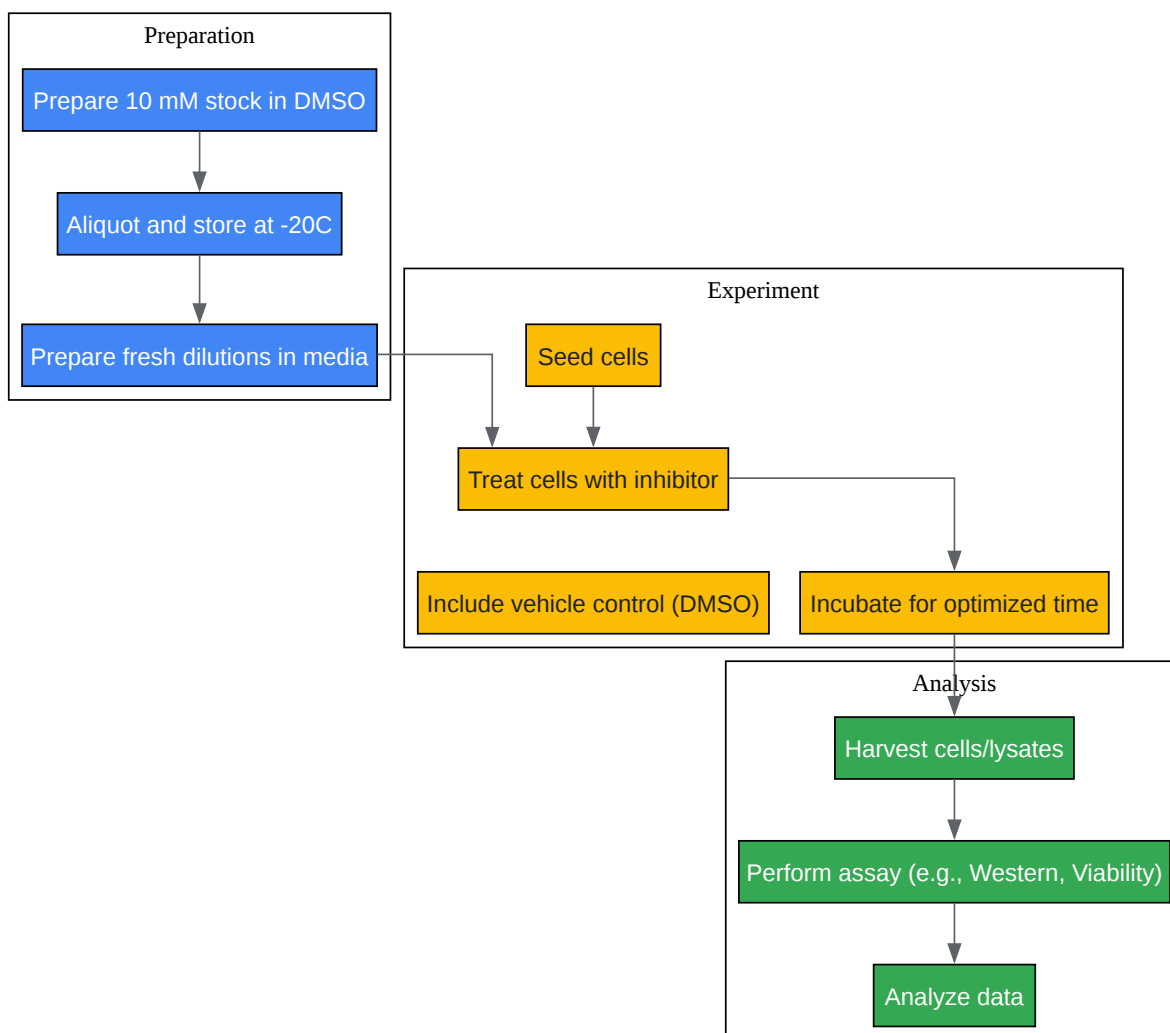 Preparation
Prepare 10 mM stock in DMSO
Aliquot and store at -20C
Prepare fresh dilutions in media
Experiment
Seed cells
Treat cells with inhibitor
Include vehicle control (DMSO)
Incubate for optimized time
Analysis
Harvest cells/lysates
Perform assay (e.g., Western, Viability)
Analyze data